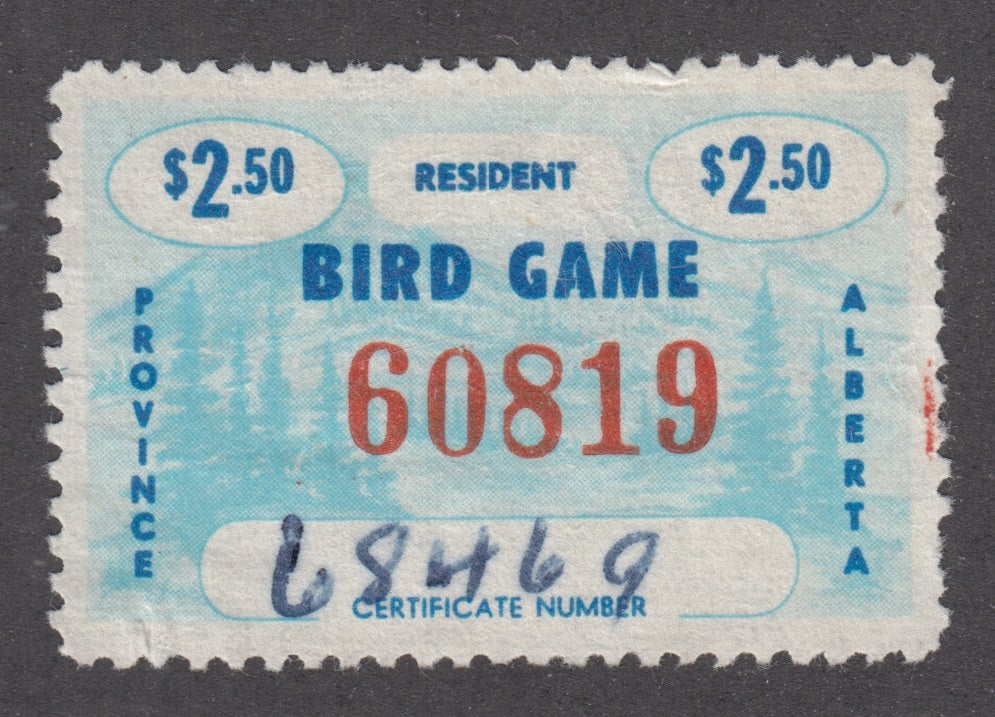 $2.50 RESIDENT $2.50
BIRD GAME
PROVINCE
ALBERTA
60819
68469
CERTIFICATE NUMBER